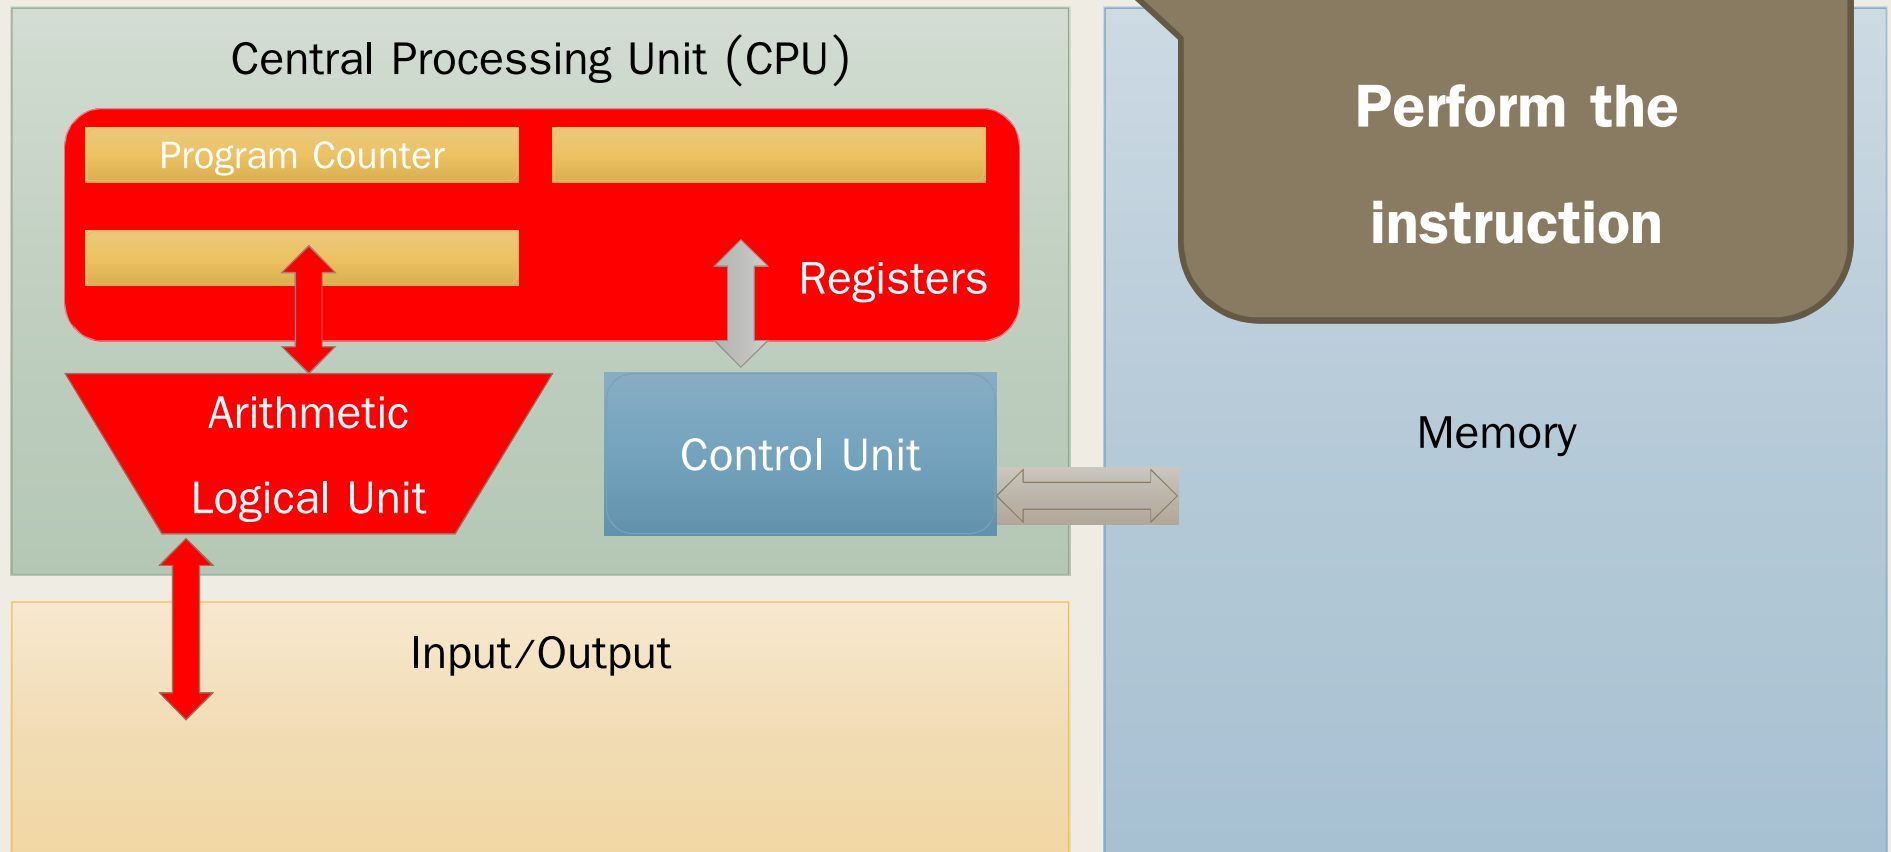 Central Processing Unit (CPU)
Program Counter
Registers
Arithmetic
Logical Unit
Control Unit
Input/Output
Perform the
instruction
Memory